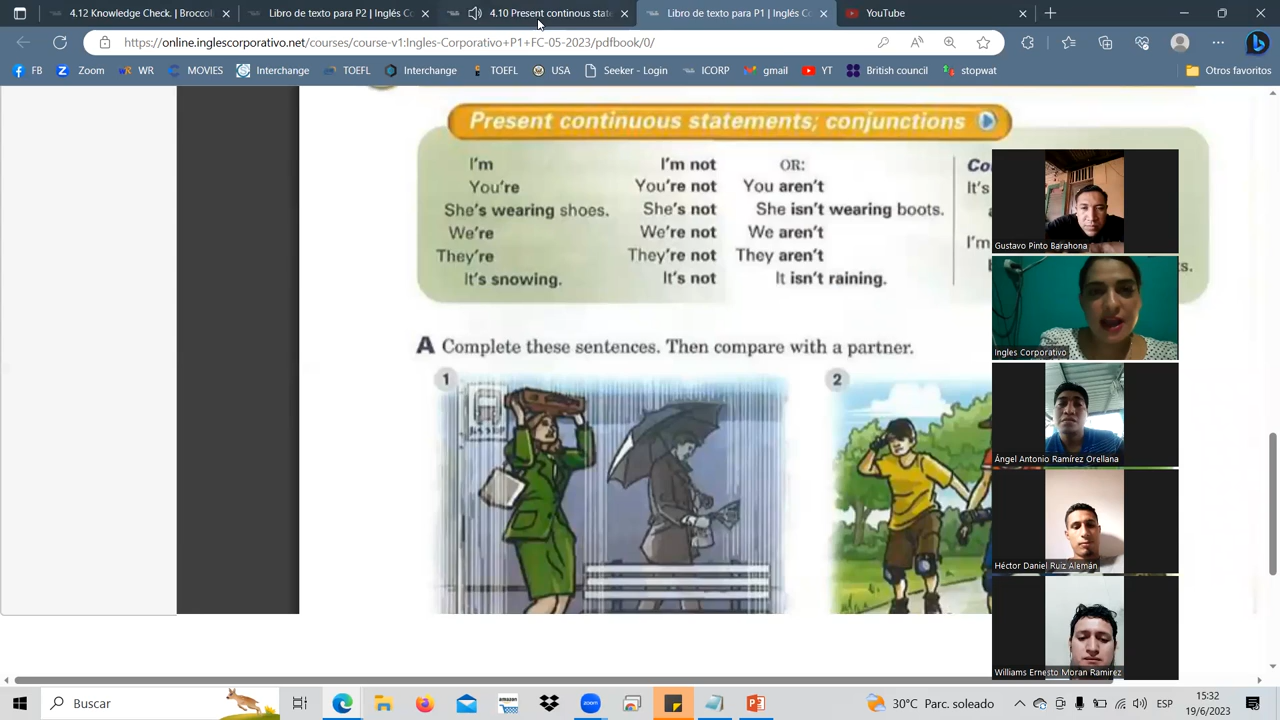 4.12 Knowledge Check. | Broccoli
Libro de texto para P2 | Inglés Co
4.10 Present continuous state
Libro de texto para P1 | Inglés Co
YouTube
https://online.inglescorporativo.net/courses/course-v1:Ingles-Corporativo+P1+FC-05-2023/pdfbook/0/
FB
Zoom
WR
MOVIES
Interchange
TOEFL
Interchange
TOEFL
USA
Seeker - Login
ICORP
gmail
YT
British council
stopwat
Otros favoritos
Present continuous statements; conjunctions
I'm I'm not OR:
You're You're not You aren't
She's wearing shoes. She's not She isn't wearing boots.
We're We're not We aren't
They're They're not They aren't
It's snowing. It's not It isn't raining.
It's
I'm
A Complete these sentences. Then compare with a partner.
1
2
Gustavo Pinto Barahona
Ingles Corporativo
Ángel Antonio Ramírez Orellana
Héctor Daniel Ruiz Alemán
Williams Ernesto Moran Ramirez
Buscar
30°C Parc. soleado
ESP
15:32
19/6/2023